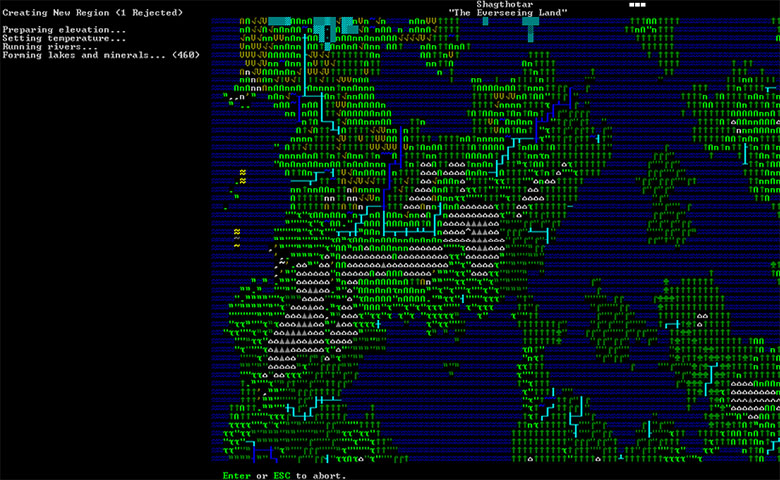 Creating New Region (1 Rejected)
Shagthotar
"The Everseeing Land"
Preparing elevation...
Setting temperature...
Running rivers...
Forming lakes and minerals... (460)
Enter or ESC to abort.